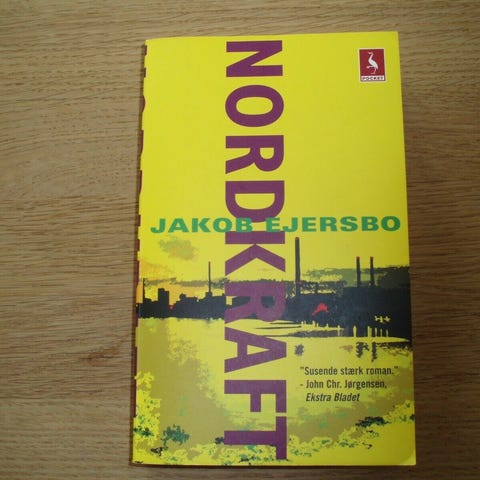 NORDKRAFT
POCKET
JAKOB EJERSBO
"Susende stærk roman."
- John Chr. Jørgensen,
Ekstra Bladet